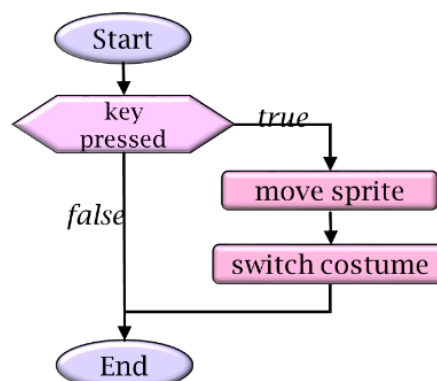 Start
key
pressed
true
move sprite
false
switch costume
End